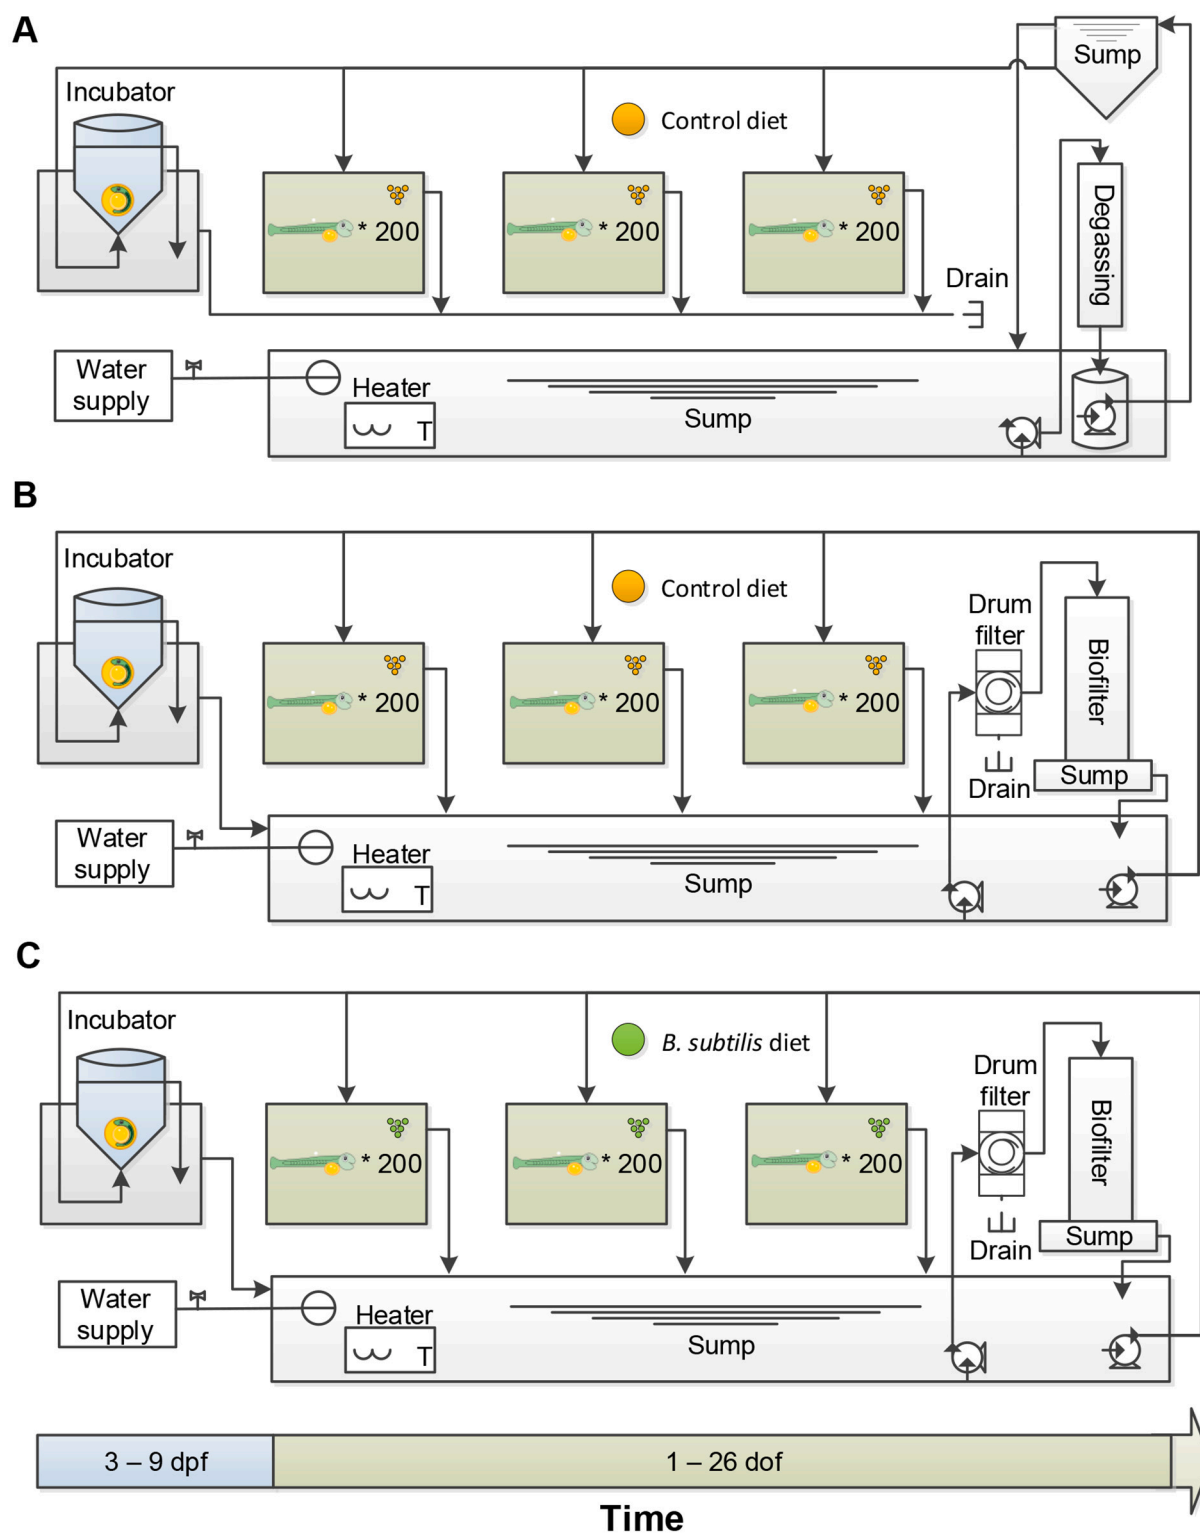 A
Sump
Incubator
Control diet
* 200
* 200
* 200
Degassing
Drain
Water
supply
Heater
T
Sump
B
Incubator
Control diet
Drum
filter
Biofilter
* 200
* 200
* 200
Sump
Drain
Water
supply
Heater
T
Sump
C
Incubator
B. subtilis diet
Drum
filter
Biofilter
* 200
* 200
* 200
Sump
Drain
Water
supply
Heater
T
Sump
3 – 9 dpf
1 – 26 dof
Time